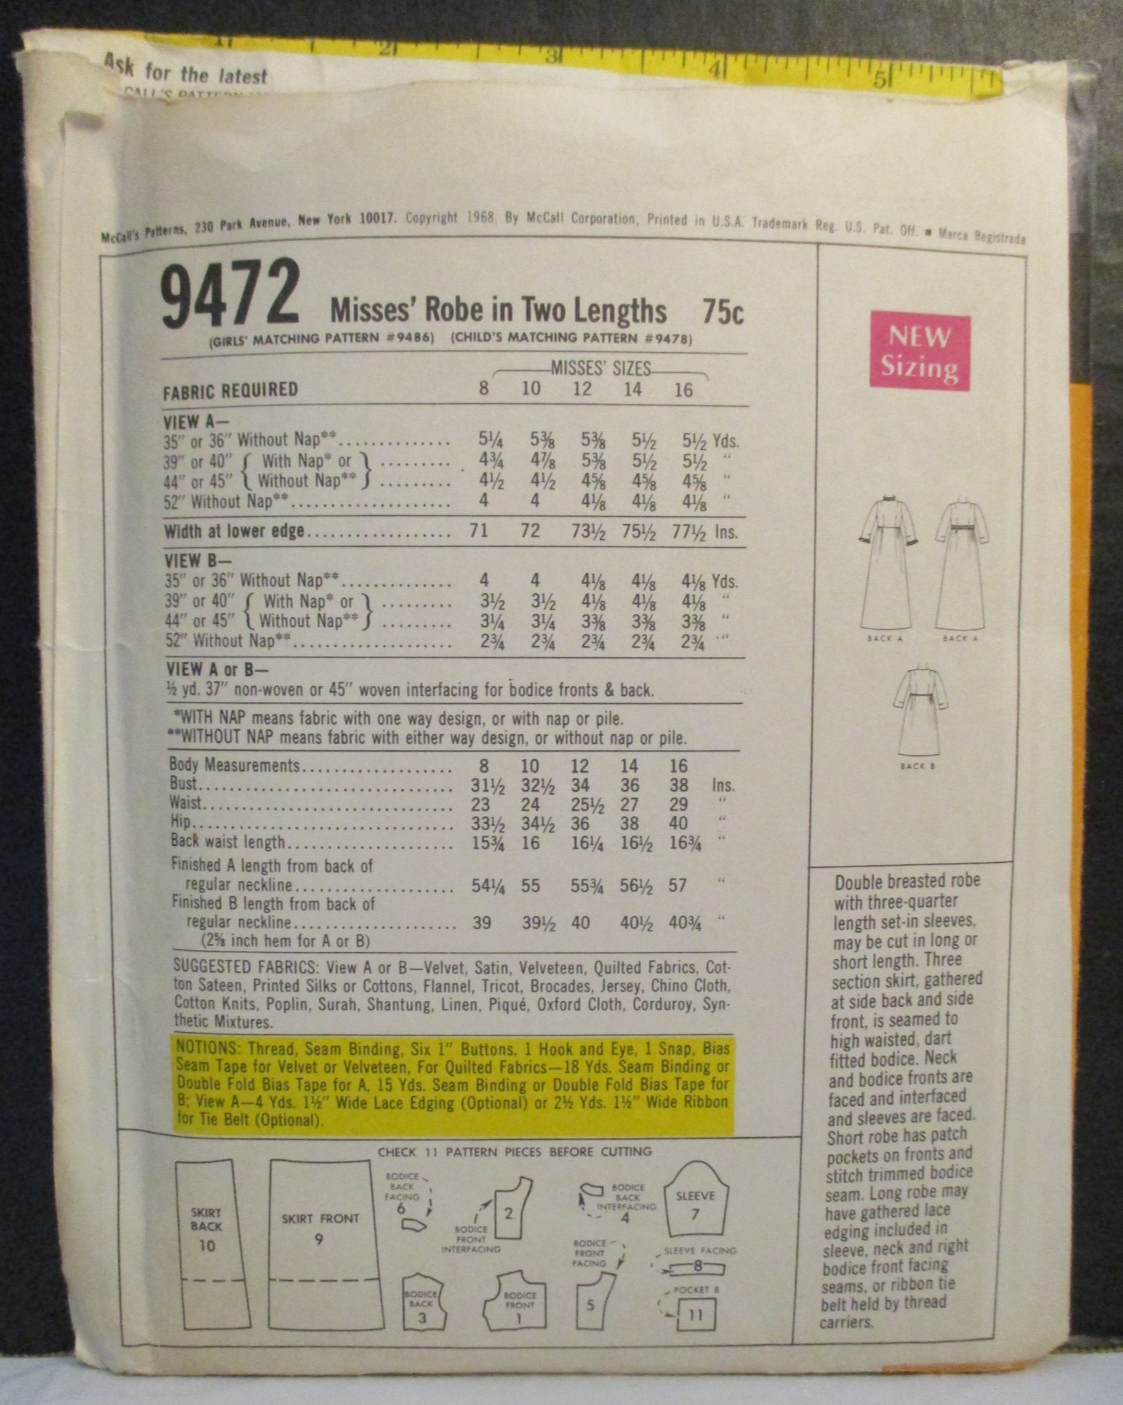 1 2 3 4 5
Ask for the latest
McCall's Patterns, 230 Park Avenue, New York 10017. Copyright 1968, By McCall Corporation, Printed in U.S.A. Trademark Reg. U.S. Pat. Off. ■ Marca Registrada
9472 Misses' Robe in Two Lengths 75c
(GIRLS' MATCHING PATTERN #9486) (CHILD'S MATCHING PATTERN #9478)
MISSES' SIZES
FABRIC REQUIRED 8 10 12 14 16
VIEW A—
35" or 36" Without Nap**.............. 5¼ 5⅜ 5⅜ 5½ 5½ Yds.
39" or 40" { With Nap* or } ......... 4¾ 4⅞ 5⅜ 5½ 5½ "
44" or 45" { Without Nap** } ......... 4½ 4½ 4⅝ 4⅝ 4⅝ "
52" Without Nap**.................... 4 4 4⅛ 4⅛ 4⅛ "
Width at lower edge.................. 71 72 73½ 75½ 77½ Ins.
VIEW B—
35" or 36" Without Nap**.............. 4 4 4⅛ 4⅛ 4⅛ Yds.
39" or 40" { With Nap* or } ......... 3½ 3½ 4⅛ 4⅛ 4⅛ "
44" or 45" { Without Nap** } ......... 3¼ 3¼ 3⅜ 3⅜ 3⅜ "
52" Without Nap**.................... 2¾ 2¾ 2¾ 2¾ 2¾ "
VIEW A or B—
½ yd. 37" non-woven or 45" woven interfacing for bodice fronts & back.
*WITH NAP means fabric with one way design, or with nap or pile.
**WITHOUT NAP means fabric with either way design, or without nap or pile.
Body Measurements................... 8 10 12 14 16
Bust................................ 31½ 32½ 34 36 38 Ins.
Waist............................... 23 24 25½ 27 29 "
Hip................................. 33½ 34½ 36 38 40 "
Back waist length..................... 15¾ 16 16¼ 16½ 16¾ "
Finished A length from back of
regular neckline.................... 54¼ 55 55¾ 56½ 57 "
Finished B length from back of
regular neckline.................... 39 39½ 40 40½ 40¾ "
(2⅝ inch hem for A or B)
SUGGESTED FABRICS: View A or B—Velvet, Satin, Velveteen, Quilted Fabrics, Cot-
ton Sateen, Printed Silks or Cottons, Flannel, Tricot, Brocades, Jersey, Chino Cloth,
Cotton Knits, Poplin, Surah, Shantung, Linen, Piqué, Oxford Cloth, Corduroy, Syn-
thetic Mixtures.
NOTIONS: Thread, Seam Binding, Six 1" Buttons, 1 Hook and Eye, 1 Snap, Bias
Seam Tape for Velvet or Velveteen, For Quilted Fabrics—18 Yds. Seam Binding or
Double Fold Bias Tape for A, 15 Yds. Seam Binding or Double Fold Bias Tape for
B; View A—4 Yds. 1½" Wide Lace Edging (Optional) or 2½ Yds. 1½" Wide Ribbon
for Tie Belt (Optional).
CHECK 11 PATTERN PIECES BEFORE CUTTING
SKIRT
BACK
10
SKIRT FRONT
9
BODICE
BACK
FACING
6
BODICE
FRONT
INTERFACING
2
BODICE
BACK
INTERFACING
4
SLEEVE
7
BODICE
BACK
3
BODICE
FRONT
1
BODICE
FRONT
FACING
5
SLEEVE FACING
8
POCKET B
11
NEW
Sizing
BACK A
BACK A
BACK B
Double breasted robe
with three-quarter
length set-in sleeves,
may be cut in long or
short length. Three
section skirt, gathered
at side back and side
front, is seamed to
high waisted, dart
fitted bodice. Neck
and bodice fronts are
faced and interfaced
and sleeves are faced.
Short robe has patch
pockets on fronts and
stitch trimmed bodice
seam. Long robe may
have gathered lace
edging included in
sleeve, neck and right
bodice front facing
seams, or ribbon tie
belt held by thread
carriers.